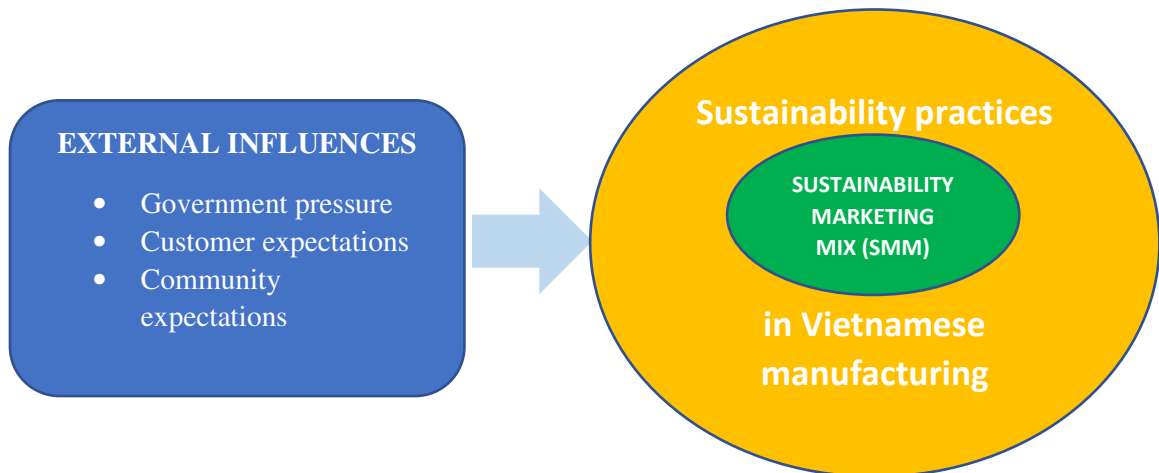 EXTERNAL INFLUENCES
• Government pressure
• Customer expectations
• Community
expectations
Sustainability practices
SUSTAINABILITY
MARKETING
MIX (SMM)
in Vietnamese
manufacturing